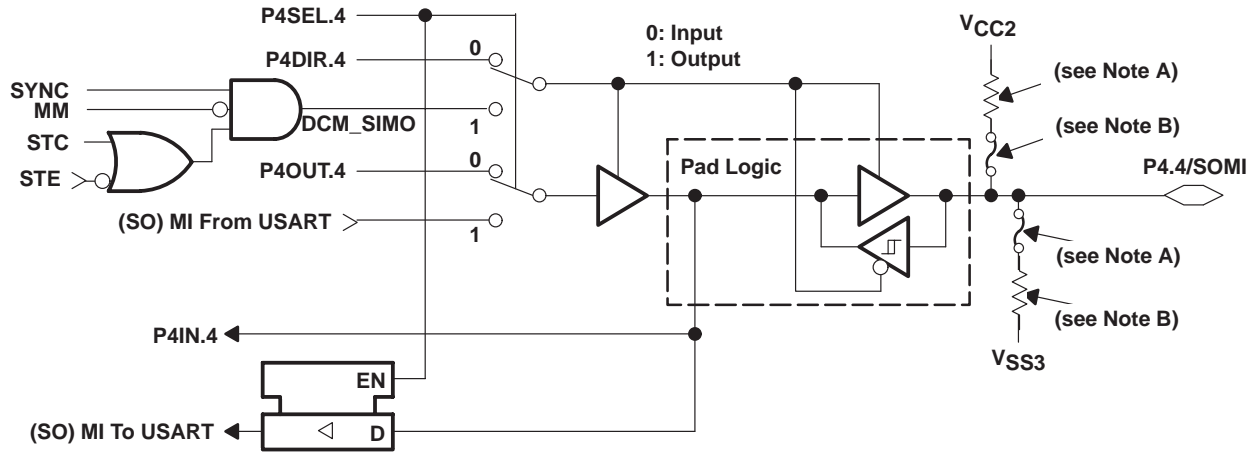 P4SEL.4
0: Input
1: Output
VCC2
P4DIR.4
0
(see Note A)
SYNC
MM
DCM_SIMO
1
(see Note B)
STC
STE
P4OUT.4
0
Pad Logic
P4.4/SOMI
(SO) MI From USART
1
(see Note A)
(see Note B)
P4IN.4
VSS3
EN
(SO) MI To USART
D